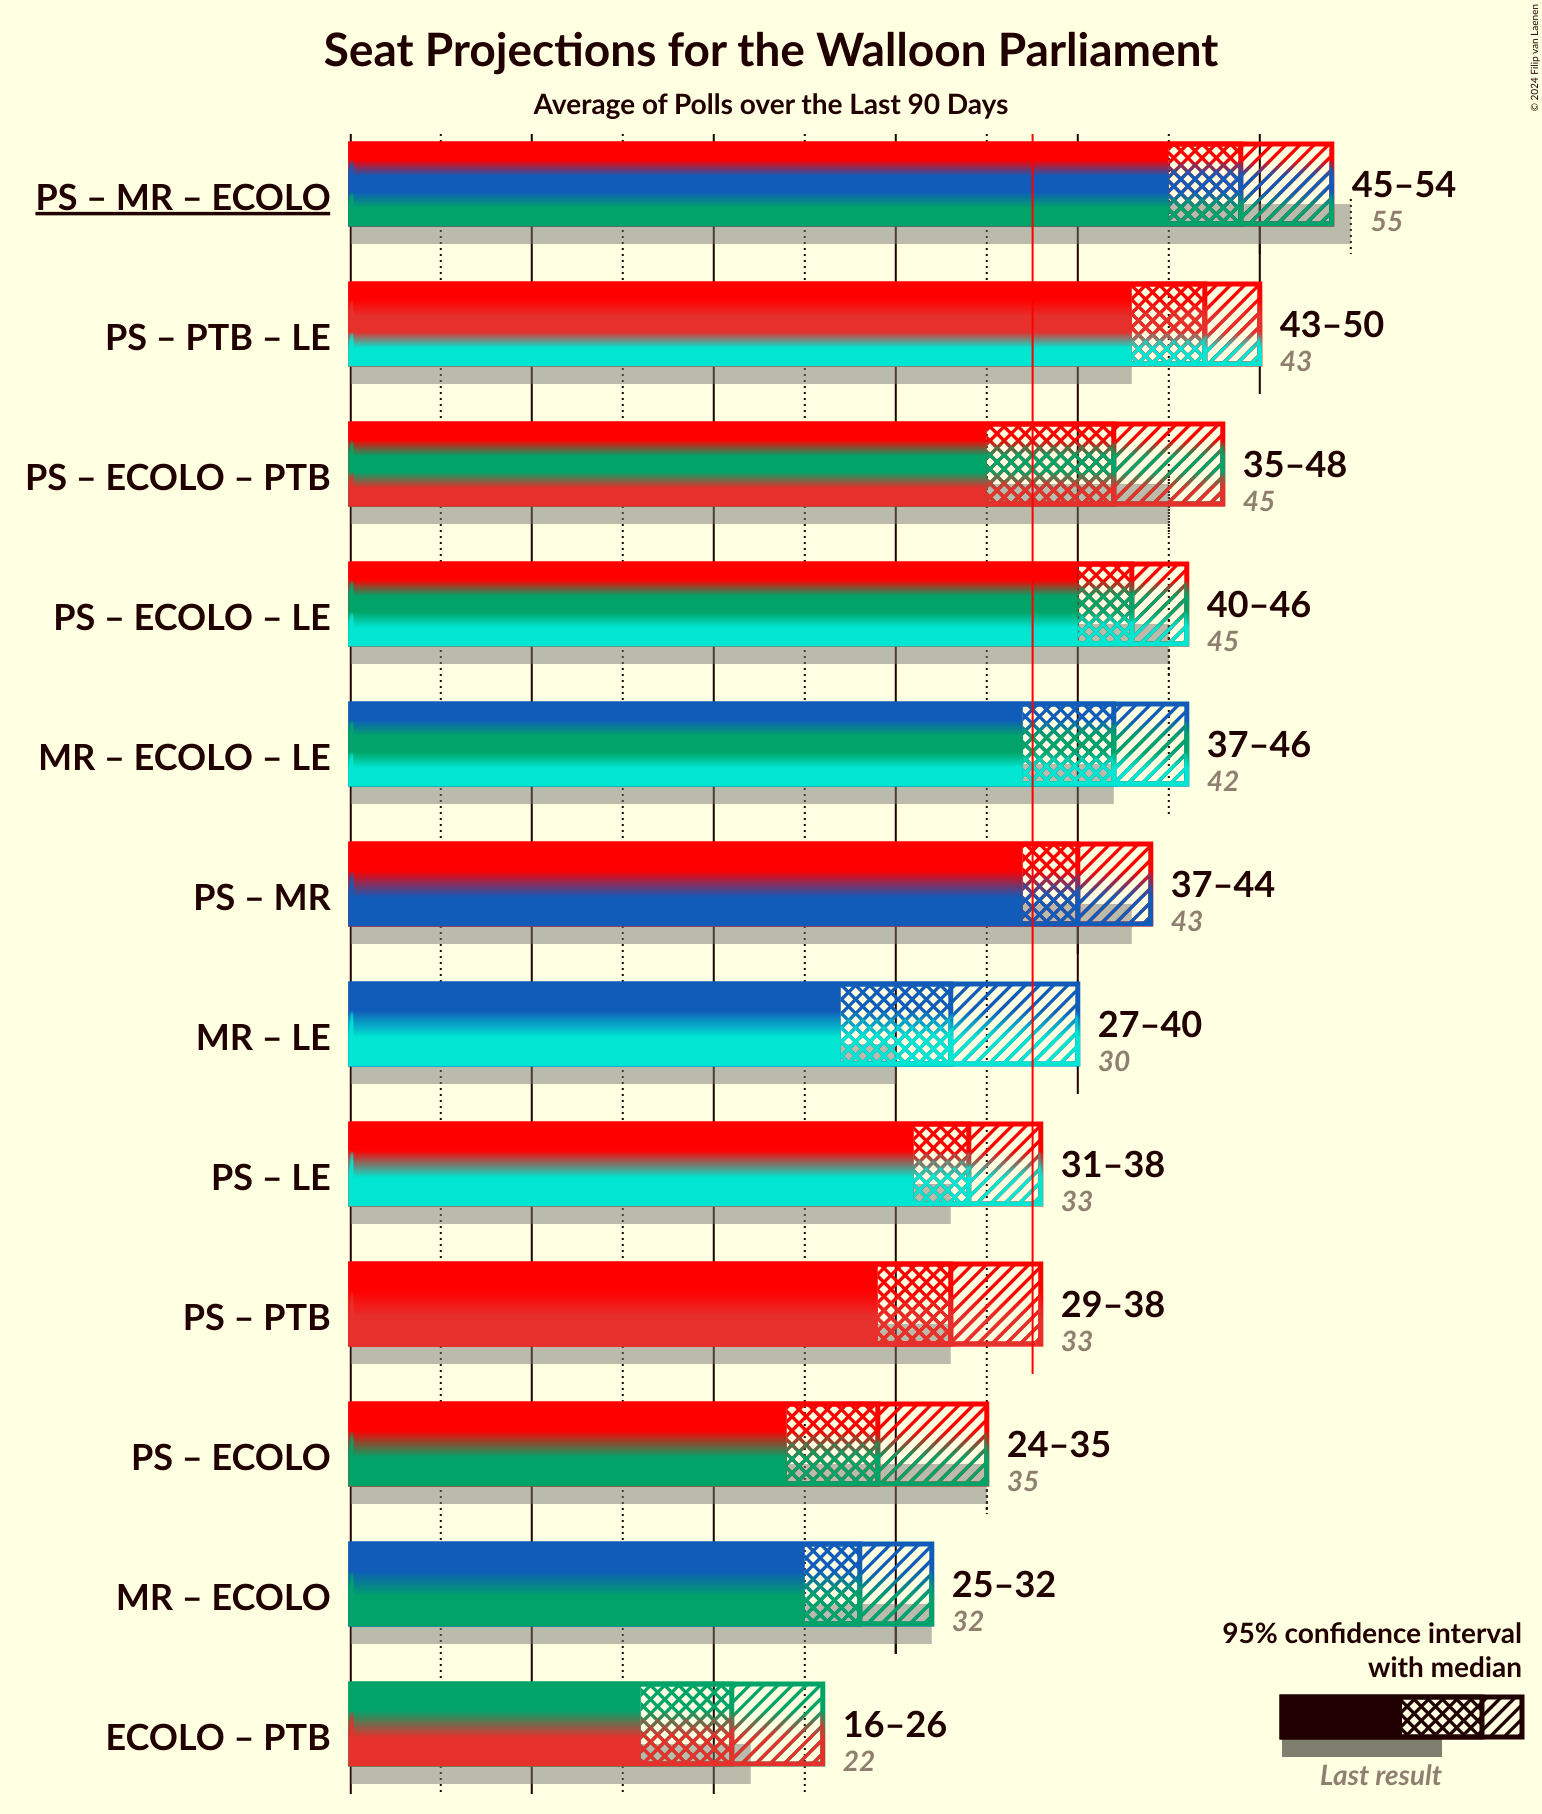 Seat Projections for the Walloon Parliament
Average of Polls over the Last 90 Days
© 2024 Filip van Laenen
PS – MR – ECOLO
45–54
55
PS – PTB – LE
43–50
43
PS – ECOLO – PTB
35–48
45
PS – ECOLO – LE
40–46
45
MR – ECOLO – LE
37–46
42
PS – MR
37–44
43
MR – LE
27–40
30
PS – LE
31–38
33
PS – PTB
29–38
33
PS – ECOLO
24–35
35
MR – ECOLO
25–32
32
ECOLO – PTB
16–26
22
95% confidence interval
with median
Last result